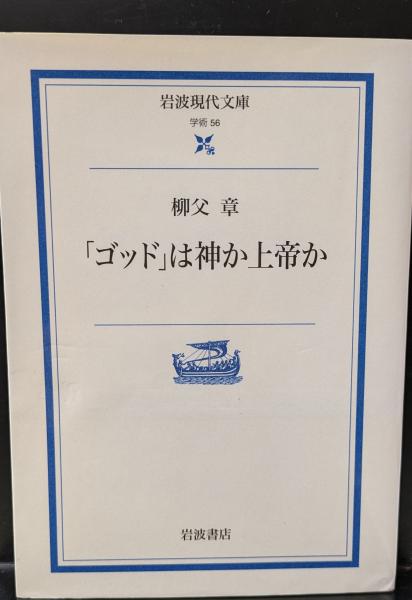 岩波現代文庫
学術 56
柳父 章
「ゴッド」は神か上帝か
岩波書店